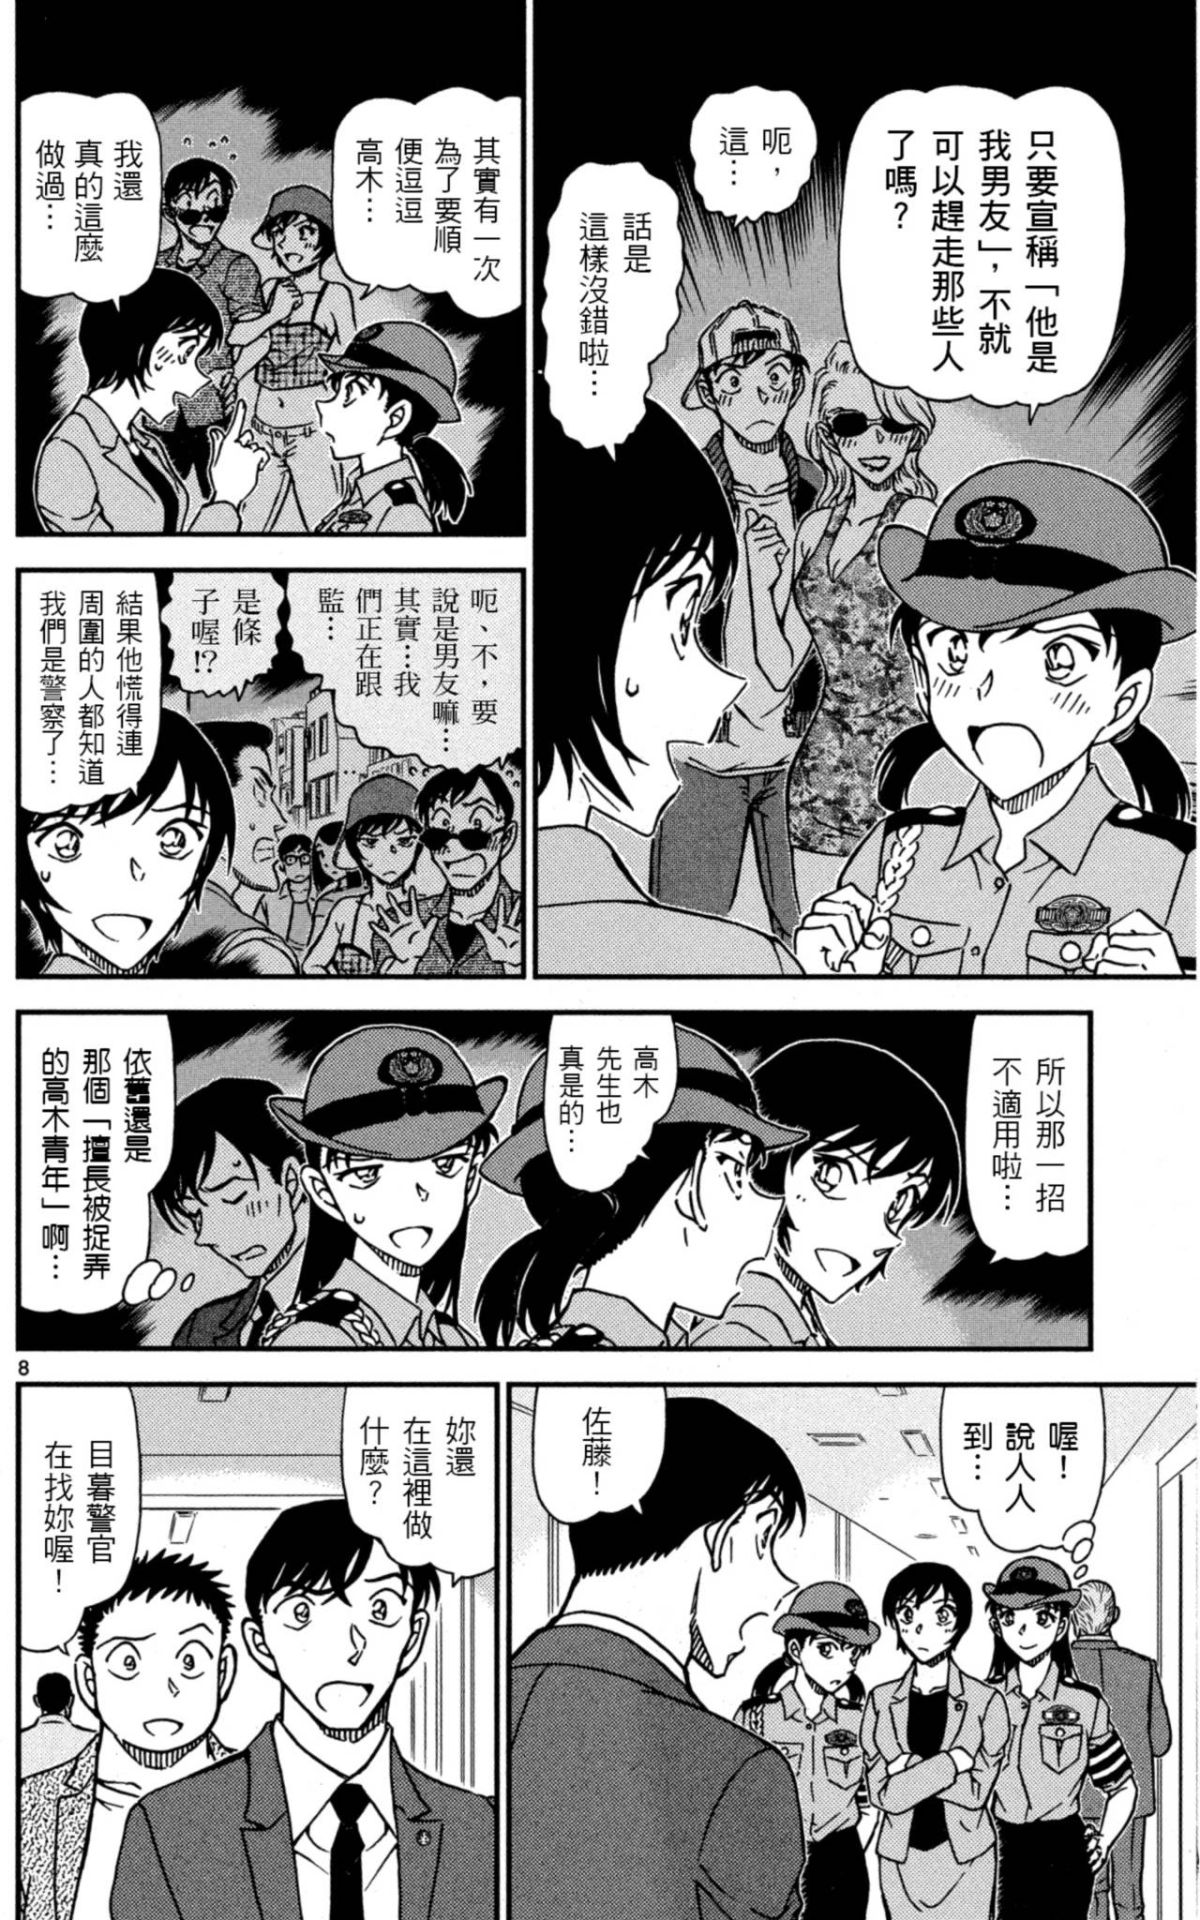 只要宣稱「他是
我男友」，不就
可以趕走那些人
了嗎？
呃，
這…
話是
這樣沒錯啦…
其實有一次
為了要順
便逗逗
高木…
我還
真的這麼
做過…
呃、不，要
說是男友嘛…
其實…我
們正在跟
監…
是條
子喔!?
結果他慌得連
周圍的人都知道
我們是警察了…
所以那一招
不適用啦…
高木
先生也
真是的…
依舊還是
那個「擅長被捉弄
的高木青年」啊…
8
喔！
說人人
到…
佐藤！
妳還
在這裡做
什麼？
目暮警官
在找妳喔！